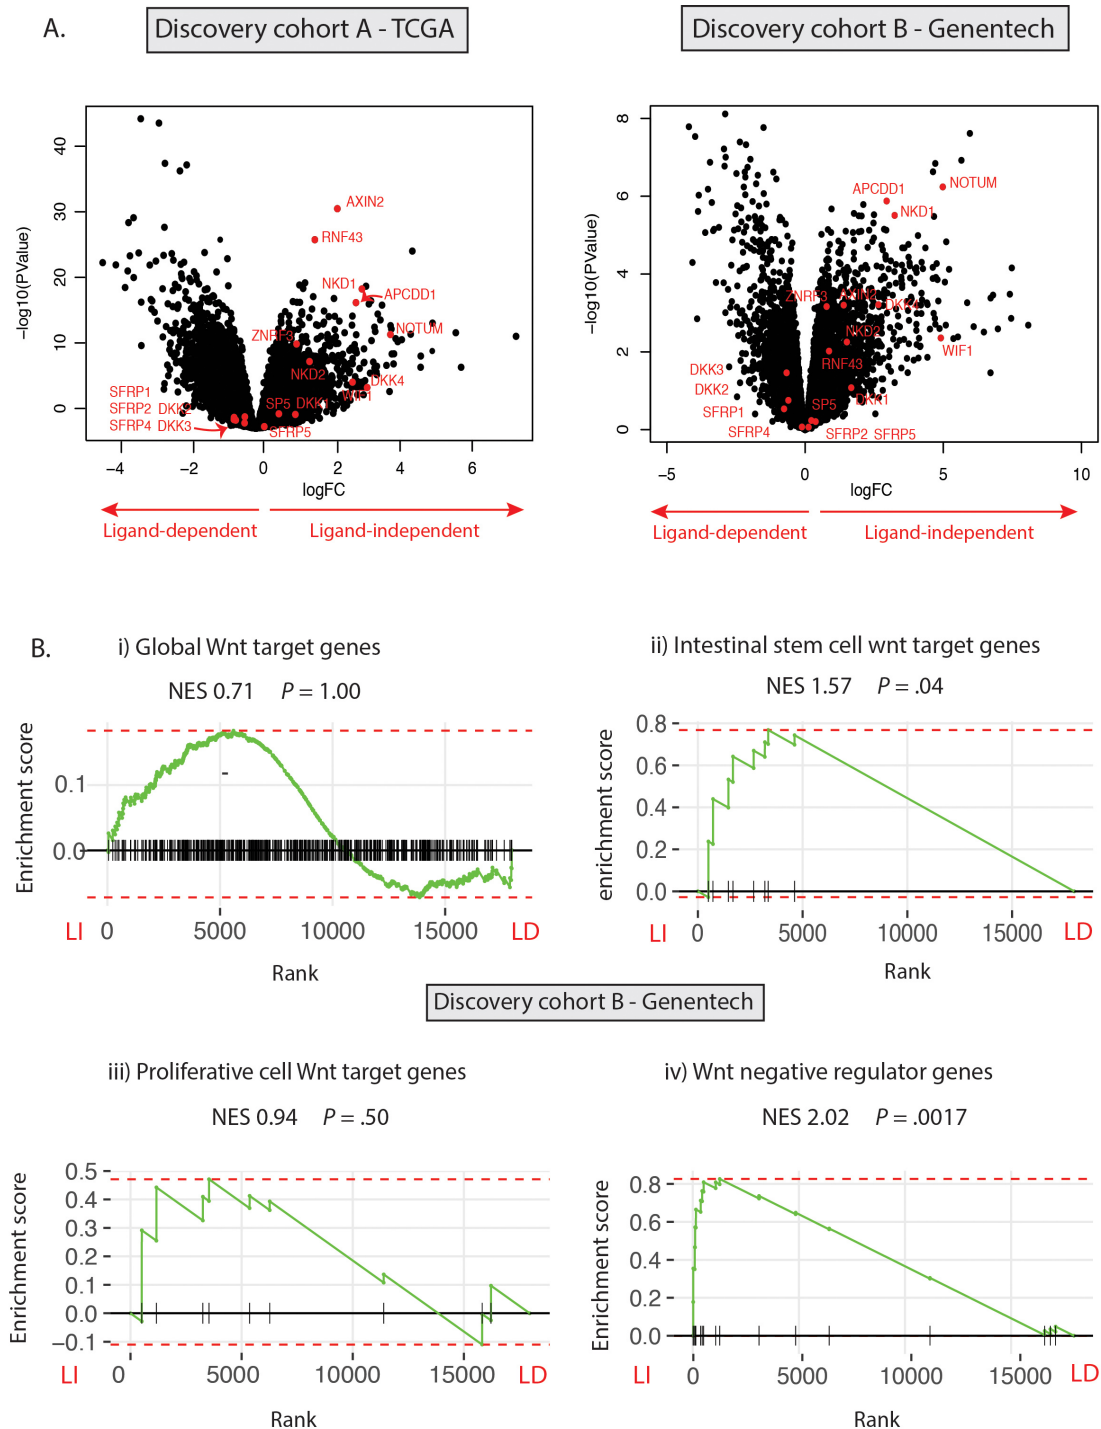 A.
Discovery cohort A - TCGA
Discovery cohort B - Genentech
−log10(PValue)
40
30
20
10
0
AXIN2
RNF43
NKD1
APCDD1
NOTUM
ZNRF3
NKD2
DKK4
WIF1
SFRP1
SP5 DKK1
SFRP2 DKK2
SFRP4 DKK3
SFRP5
−4 −2 0 2 4 6
logFC
Ligand-dependent
Ligand-independent
−log10(PValue)
8
6
4
2
0
NOTUM
APCDD1
NKD1
ZNRF3 AXIN2
DKK4
NKD2
WIF1
RNF43
DKK3
DKK2
DKK1
SFRP1
SP5
SFRP4
SFRP2 SFRP5
−5 0 5 10
logFC
Ligand-dependent
Ligand-independent
B.
i) Global Wnt target genes
NES 0.71 P = 1.00
Enrichment score
0.1
0.0
LI 0 5000 10000 15000 LD
Rank
ii) Intestinal stem cell wnt target genes
NES 1.57 P = .04
enrichment score
0.8
0.6
0.4
0.2
0.0
LI 0 5000 10000 15000 LD
Rank
Discovery cohort B - Genentech
iii) Proliferative cell Wnt target genes
NES 0.94 P = .50
Enrichment score
0.5
0.4
0.3
0.2
0.1
0.0
−0.1
LI 0 5000 10000 15000 LD
Rank
iv) Wnt negative regulator genes
NES 2.02 P = .0017
Enrichment score
0.8
0.6
0.4
0.2
0.0
LI 0 5000 10000 15000 LD
Rank